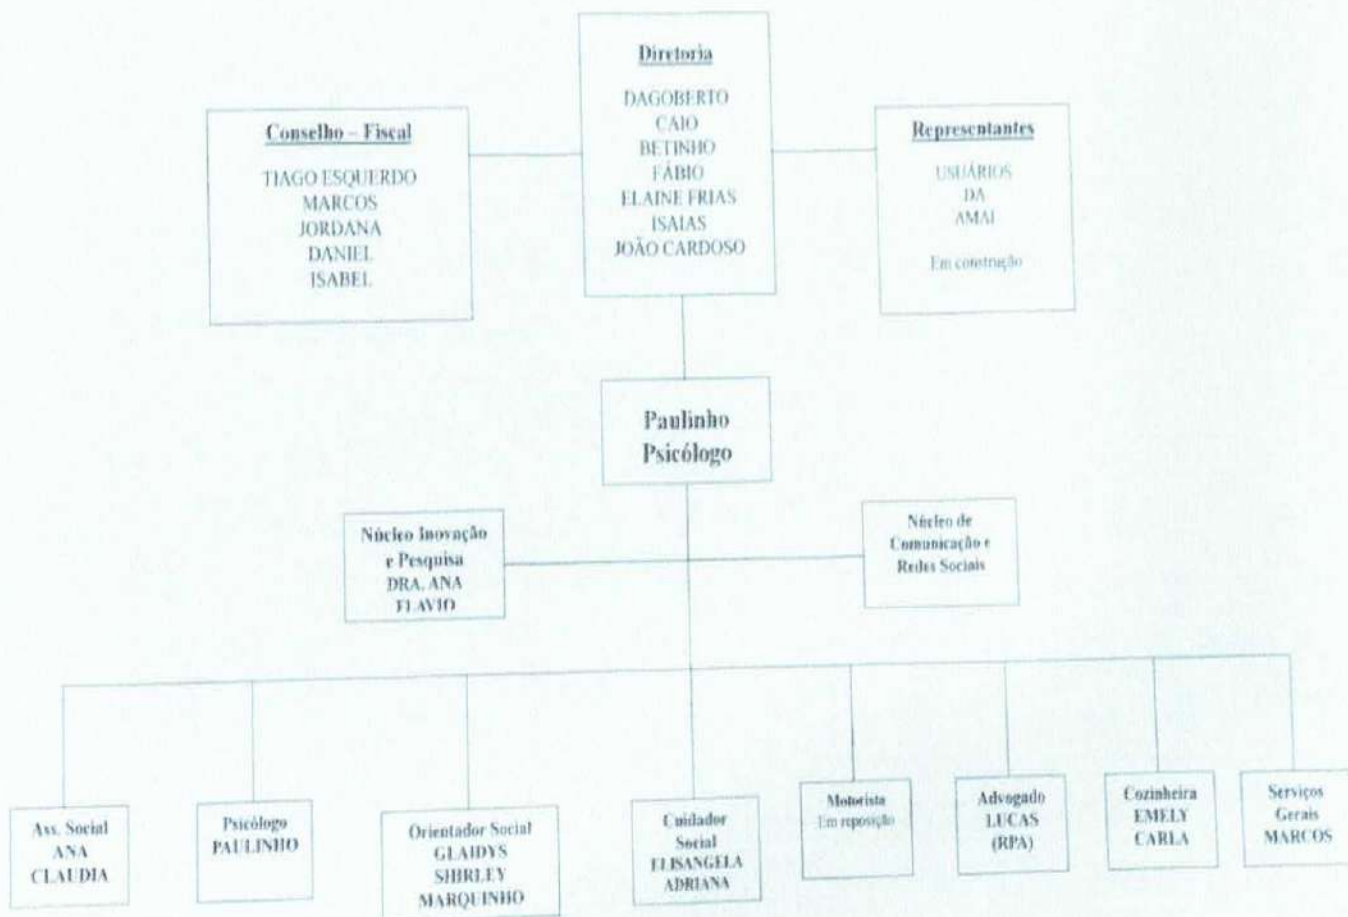 Diretoria
DAGOBERTO
CAIO
BETINHO
FÁBIO
ELAINE FRIAS
ISAIAS
JOÃO CARDOSO
Conselho – Fiscal
TIAGO ESQUERDO
MARCOS
JORDANA
DANIEL
ISABEL
Representantes
USUÁRIOS
DA
AMAI
Em construção
Paulinho
Psicólogo
Núcleo Inovação
e Pesquisa
DRA. ANA
FLAVIO
Núcleo de
Comunicação e
Redes Sociais
Ass. Social
ANA
CLAUDIA
Psicólogo
PAULINHO
Orientador Social
GLAIDYS
SHIRLEY
MARQUINHO
Cuidador
Social
ELISANGELA
ADRIANA
Motorista
Em reposição
Advogado
LUCAS
(RPA)
Cozinheira
EMELY
CARLA
Serviços
Gerais
MARCOS